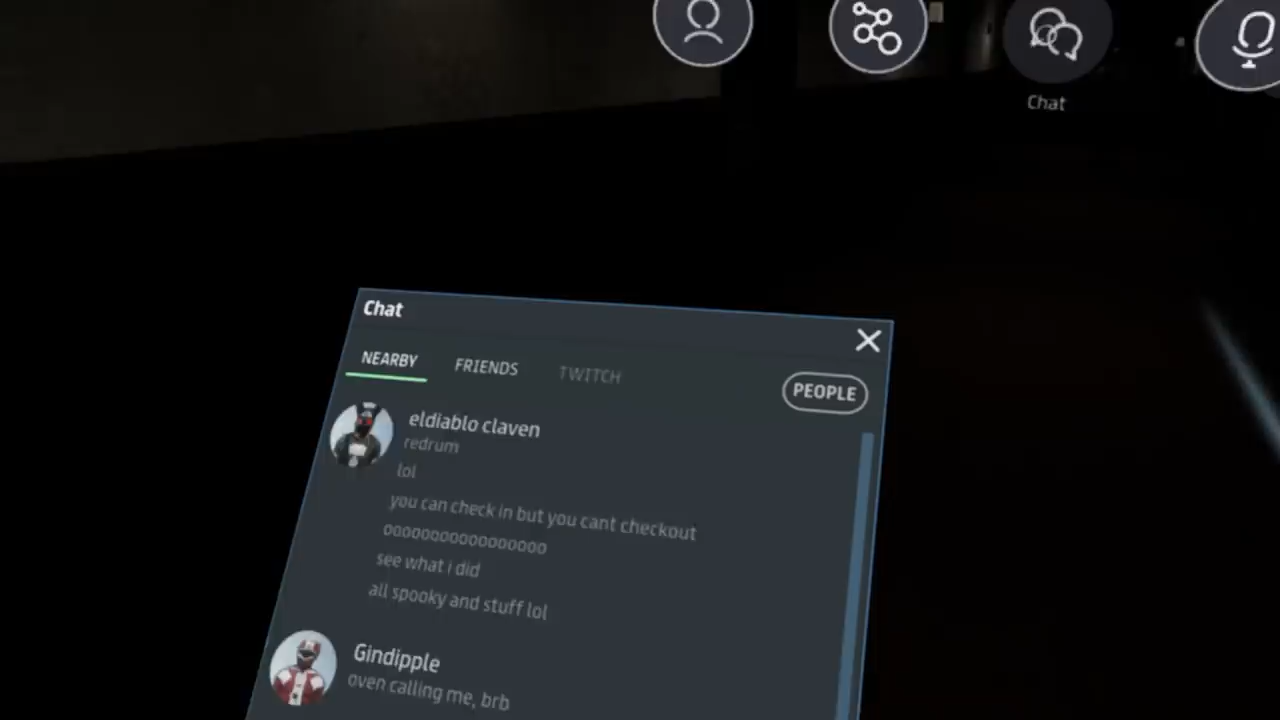 Chat
Chat
NEARBY FRIENDS TWITCH PEOPLE
eldiablo claven
redrum
lol
you can check in but you cant checkout
ooooooooooooooooo
see what i did
all spooky and stuff lol
Gindipple
oven calling me, brb